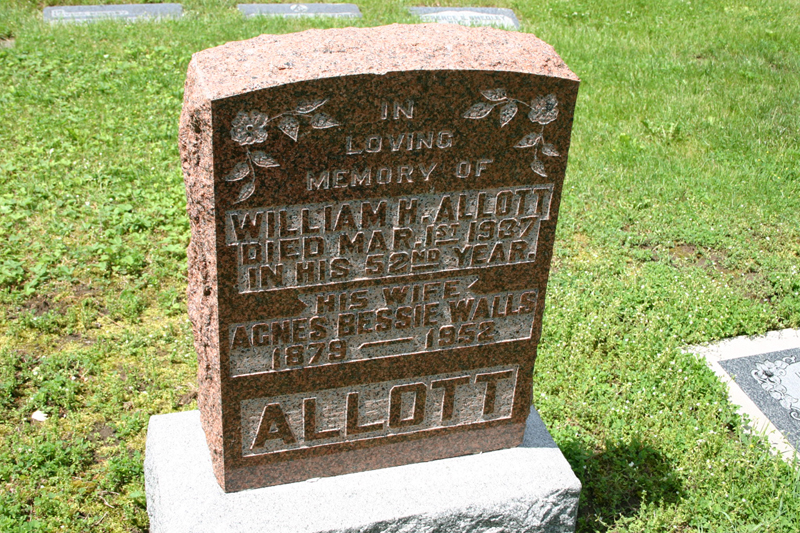 IN
LOVING
MEMORY OF
WILLIAM H. ALLOTT
DIED MAR. 1ST 1937
IN HIS 52ND YEAR.
HIS WIFE
AGNES BESSIE WALLS
1879 — 1952
ALLOTT